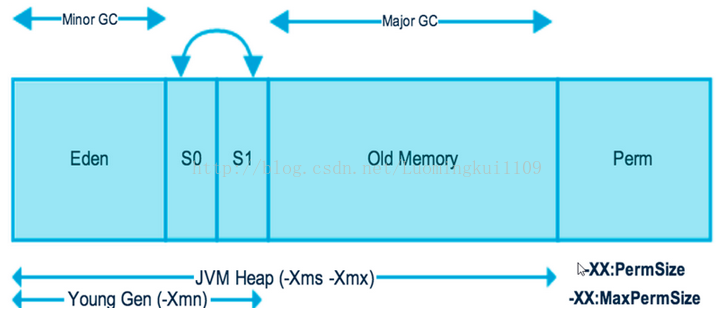 Minor GC
Major GC
Eden
S0
S1
Old Memory
Perm
http://blog.csdn.net/Luomingkui1109
JVM Heap (-Xms -Xmx)
-XX:PermSize
Young Gen (-Xmn)
-XX:MaxPermSize